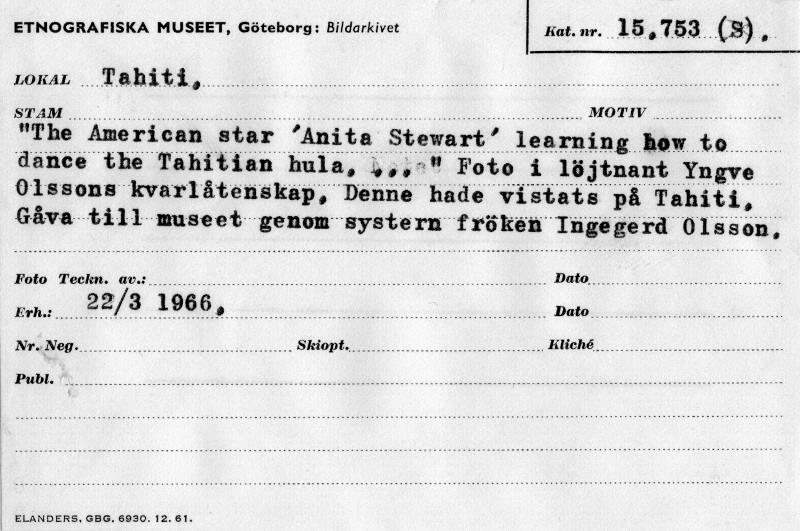 ETNOGRAFISKA MUSEET, Göteborg: Bildarkivet
Kat. nr. 15.753 (S).
LOKAL Tahiti.
STAM MOTIV
"The American star 'Anita Stewart' learning how to
dance the Tahitian hula. ..." Foto i löjtnant Yngve
Olssons kvarlåtenskap. Denne hade vistats på Tahiti.
Gåva till museet genom systern fröken Ingegerd Olsson.
Foto Teckn. av.: Dato
Erh.: 22/3 1966. Dato
Nr. Neg. Skiopt. Kliché
Publ.
ELANDERS, GBG. 6930. 12. 61.